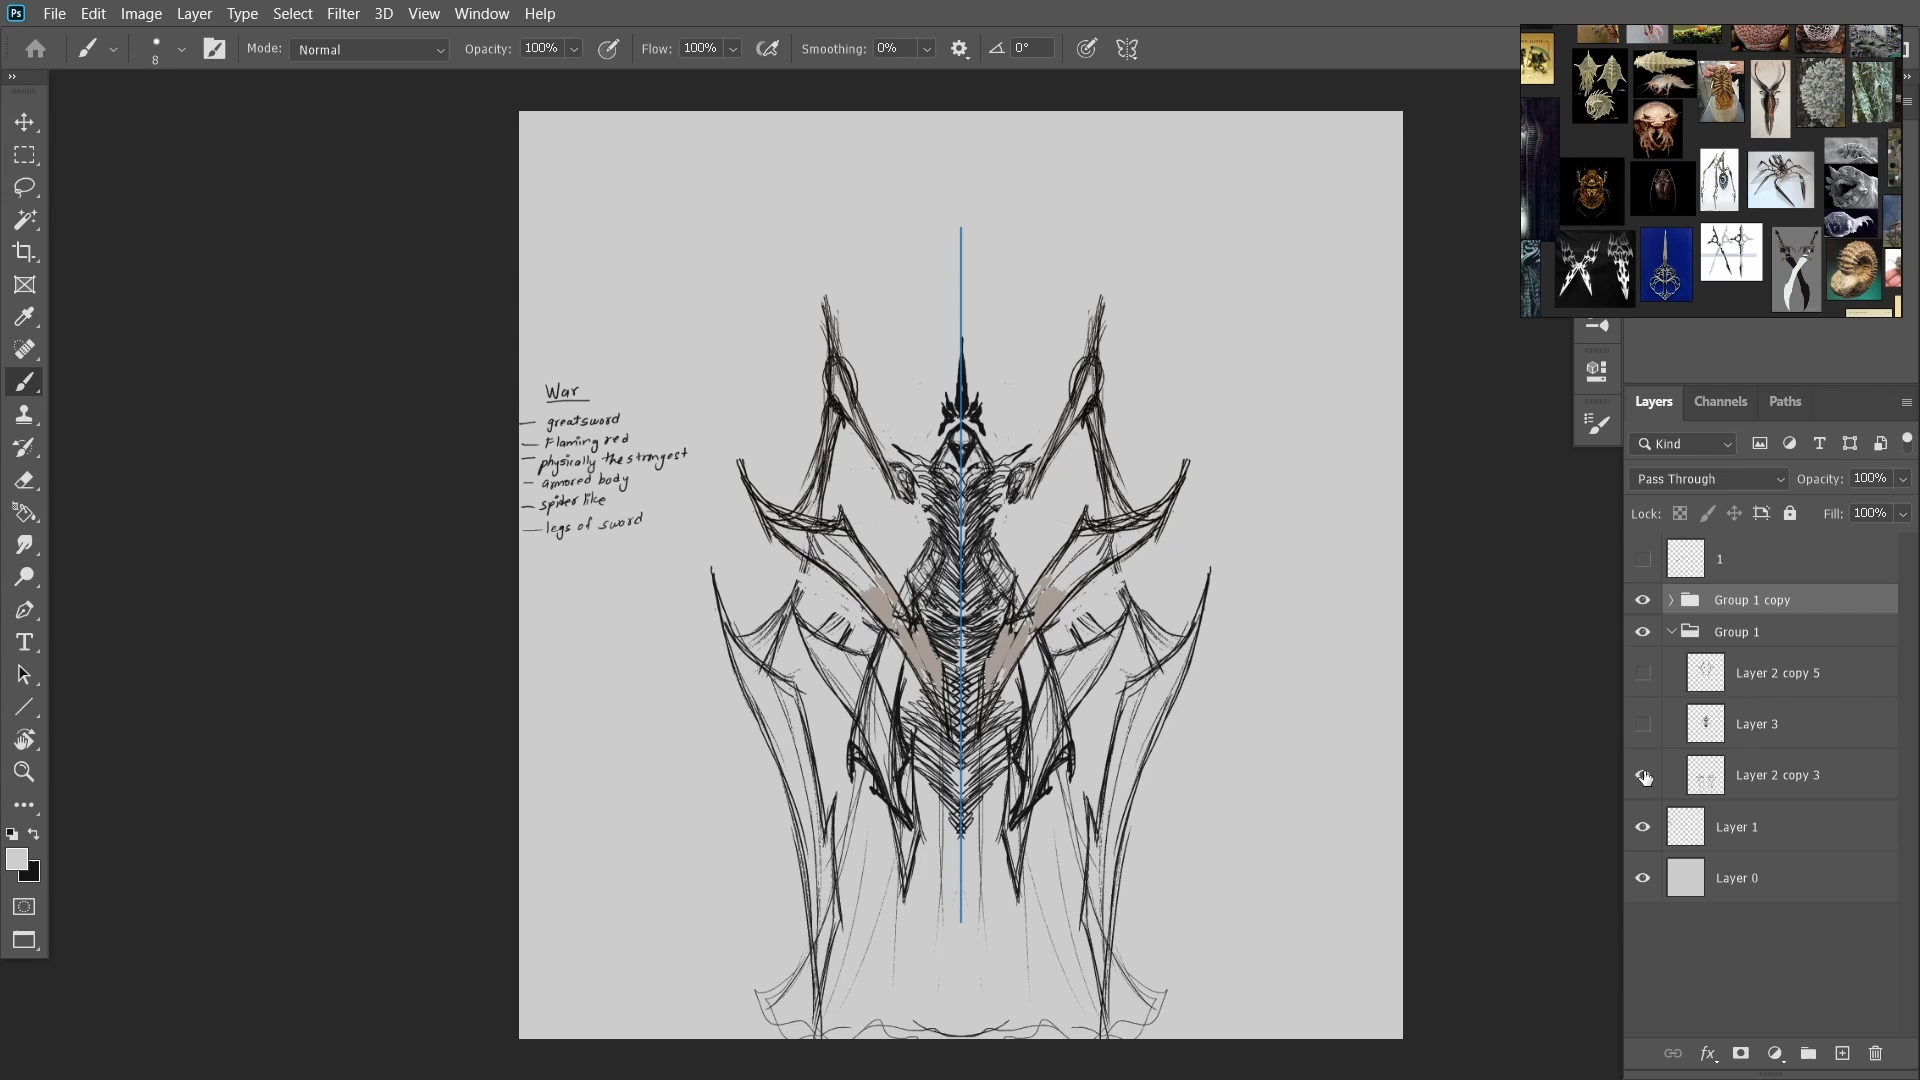 Ps File Edit Image Layer Type Select Filter 3D View Window Help
8 Mode: Normal Opacity: 100% Flow: 100% Smoothing: 0% 0°
War
— greatsword
— Flaming red
— physically the strongest
— armored body
— spider like
— legs of sword
Layers Channels Paths
Kind
Pass Through Opacity: 100%
Lock: Fill: 100%
1
Group 1 copy
Group 1
Layer 2 copy 5
Layer 3
Layer 2 copy 3
Layer 1
Layer 0
fx